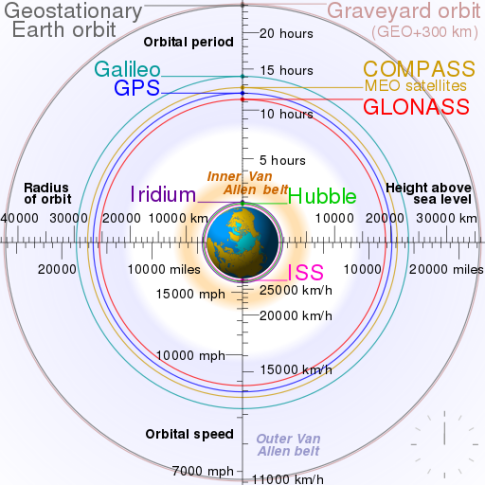 Geostationary
Earth orbit
Graveyard orbit
(GEO+300 km)
Orbital period
20 hours
Galileo
15 hours
COMPASS
MEO satellites
GPS
GLONASS
10 hours
5 hours
Inner Van
Allen belt
Radius
of orbit
Iridium
Hubble
Height above
sea level
40000
30000
20000
10000 km
10000
20000
30000 km
20000
10000 miles
10000
20000 miles
ISS
15000 mph
25000 km/h
20000 km/h
10000 mph
15000 km/h
Orbital speed
Outer Van
Allen belt
7000 mph
11000 km/h